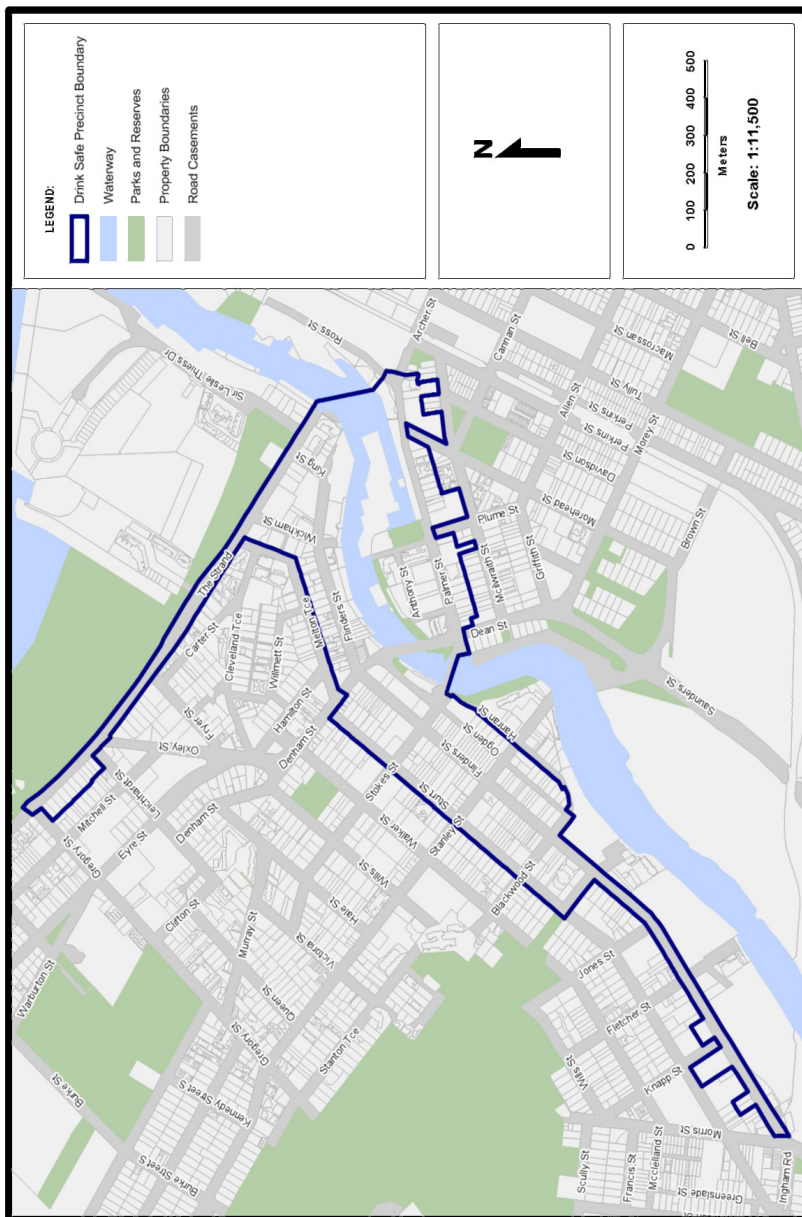 LEGEND:
Drink Safe Precinct Boundary
Waterway
Parks and Reserves
Property Boundaries
Road Casements
N
0 100 200 300 400 500
Meters
Scale: 1:11,500
Sir Leslie Thiess Dr
Ross St
Archer St
Cannan St
Macrossan St
Bell St
Tully St
Perkins St
Perkins St
Allen St
Morey St
Davidson St
Morehead St
Brown St
King St
Wickham St
The Strand
Plume St
McIlwraith St
Griffith St
Palmer St
Anthony St
Dean St
Saunders St
Flinders St
Melton Tce
Carter St
Cleveland Tce
Willmett St
Hamilton St
Fryer St
Denham St
Oxley St
Hanran St
Ogden St
Flinders St
Stokes St
Sturt St
Stanley St
Walker St
Blackwood St
Leichhardt St
Mitchell St
Gregory St
Eyre St
Denham St
Wills St
Hale St
Clifton St
Murray St
Victoria St
Queen St
Gregory St
Stanton Tce
Warburton St
Burke St
Kennedy Street S
Burke Street S
Jones St
Fletcher St
Wills St
Knapp St
Morris St
Scully St
Francis St
Mcclelland St
Greenslade St
Ingham Rd